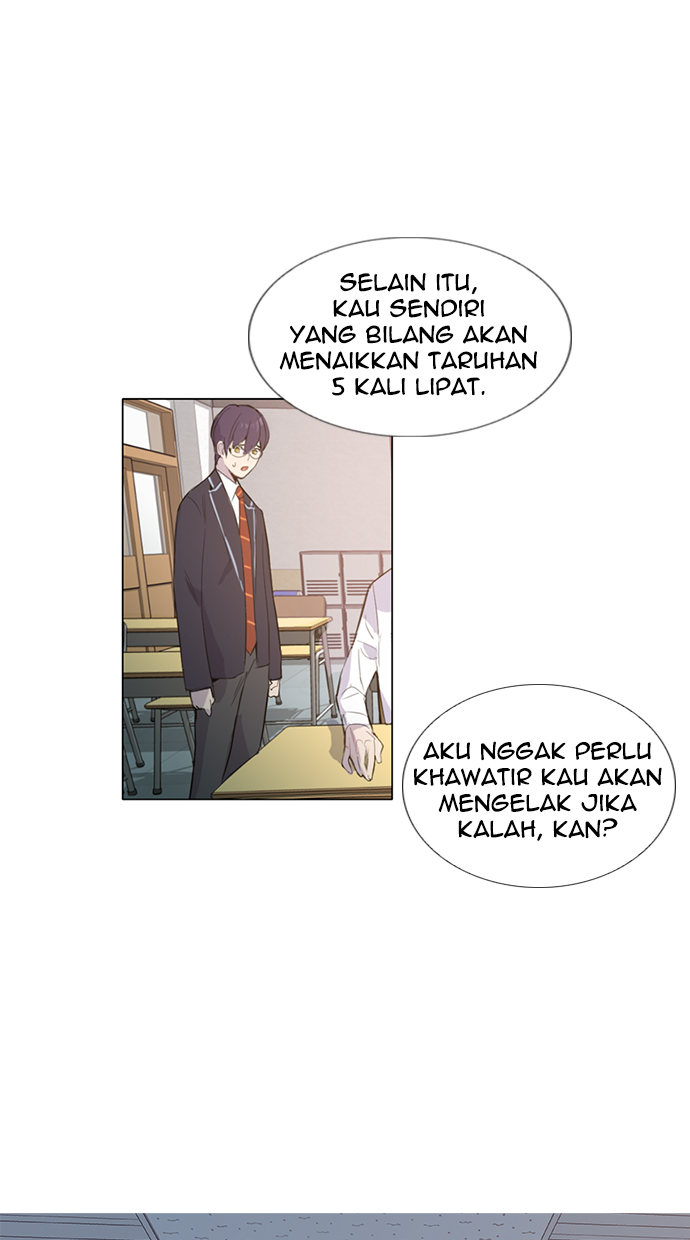 SELAIN ITU,
KAU SENDIRI
YANG BILANG AKAN
MENAIKKAN TARUHAN
5 KALI LIPAT.
AKU NGGAK PERLU
KHAWATIR KAU AKAN
MENGELAK JIKA
KALAH, KAN?